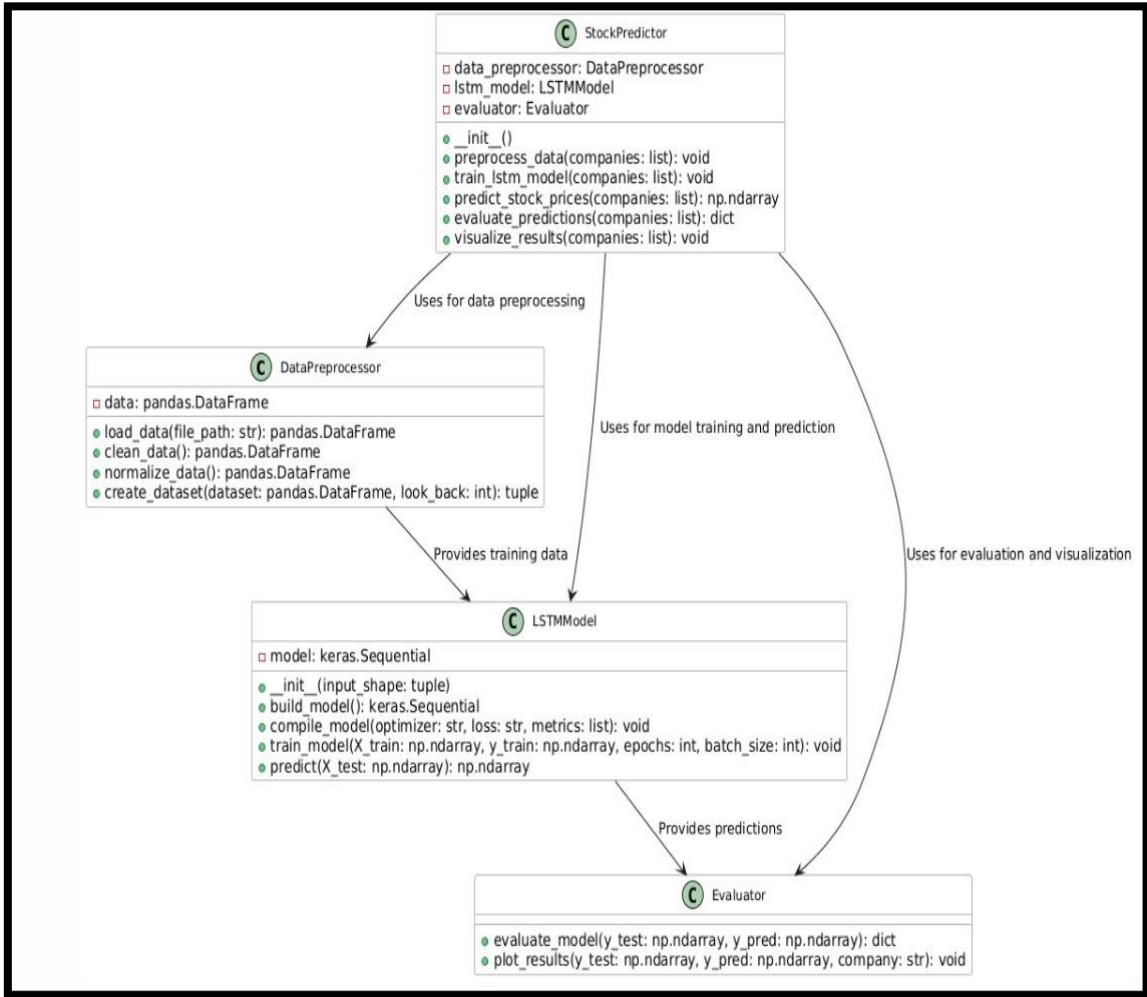 C StockPredictor
data_preprocessor: DataPreprocessor
lstm_model: LSTMModel
evaluator: Evaluator
__init__()
preprocess_data(companies: list): void
train_lstm_model(companies: list): void
predict_stock_prices(companies: list): np.ndarray
evaluate_predictions(companies: list): dict
visualize_results(companies: list): void
Uses for data preprocessing
C DataPreprocessor
data: pandas.DataFrame
load_data(file_path: str): pandas.DataFrame
clean_data(): pandas.DataFrame
normalize_data(): pandas.DataFrame
create_dataset(dataset: pandas.DataFrame, look_back: int): tuple
Uses for model training and prediction
Provides training data
Uses for evaluation and visualization
C LSTMModel
model: keras.Sequential
__init__(input_shape: tuple)
build_model(): keras.Sequential
compile_model(optimizer: str, loss: str, metrics: list): void
train_model(X_train: np.ndarray, y_train: np.ndarray, epochs: int, batch_size: int): void
predict(X_test: np.ndarray): np.ndarray
Provides predictions
C Evaluator
evaluate_model(y_test: np.ndarray, y_pred: np.ndarray): dict
plot_results(y_test: np.ndarray, y_pred: np.ndarray, company: str): void